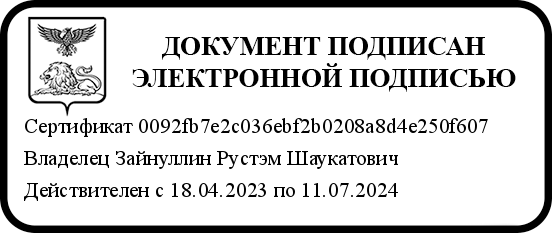 ДОКУМЕНТ ПОДПИСАН
ЭЛЕКТРОННОЙ ПОДПИСЬЮ
Сертификат 0092fb7e2c036ebf2b0208a8d4e250f607
Владелец Зайнуллин Рустэм Шаукатович
Действителен с 18.04.2023 по 11.07.2024